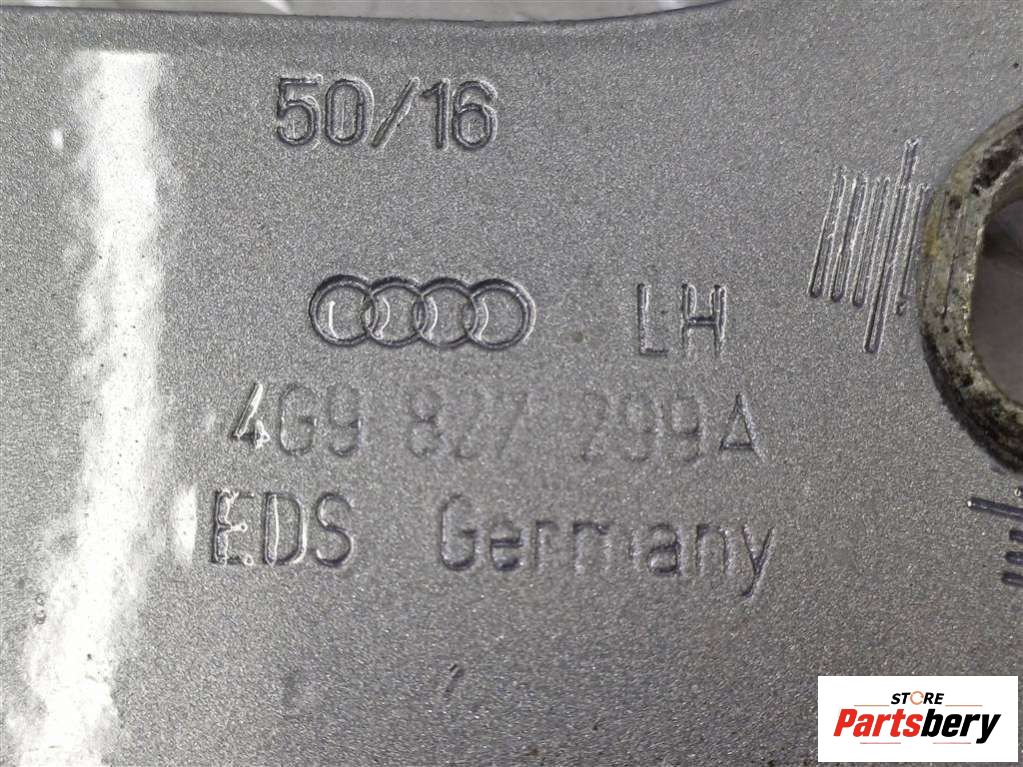 50/16
LH
4G9 827 299A
EDS Germany
STORE
Partsbery